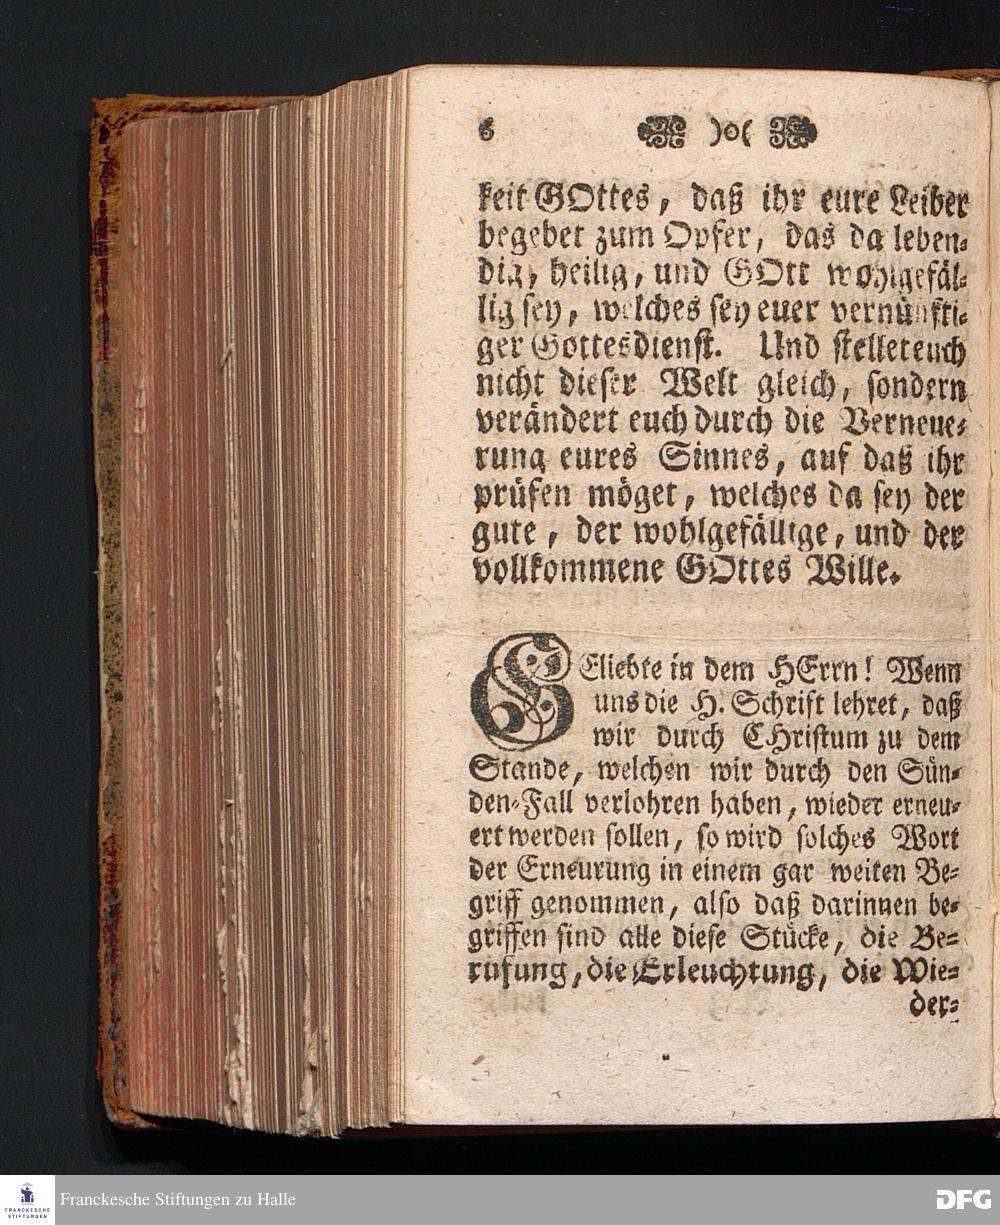 6 )o(
keit GOttes, daß ihr eure Leiber
begebet zum Opfer, das da leben=
dig, heilig, und GOtt wohlgefäl=
lig sey, welches sey euer vernünfti=
ger Gottesdienst. Und stellet euch
nicht dieser Welt gleich, sondern
verändert euch durch die Verneue=
rung eures Sinnes, auf daß ihr
prüfen möget, welches da sey der
gute, der wohlgefällige, und der
vollkommene GOttes Wille.
GEliebte in dem HErrn! Wenn
uns die H. Schrift lehret, daß
wir durch CHristum zu dem
Stande, welchen wir durch den Sün=
den=Fall verlohren haben, wieder erneu=
ert werden sollen, so wird solches Wort
der Erneurung in einem gar weiten Be=
griff genommen, also daß darinnen be=
griffen sind alle diese Stücke, die Be=
rufung, die Erleuchtung, die Wie=
der=
FRANCKESCHE
STIFTUNGEN
Franckesche Stiftungen zu Halle
DFG